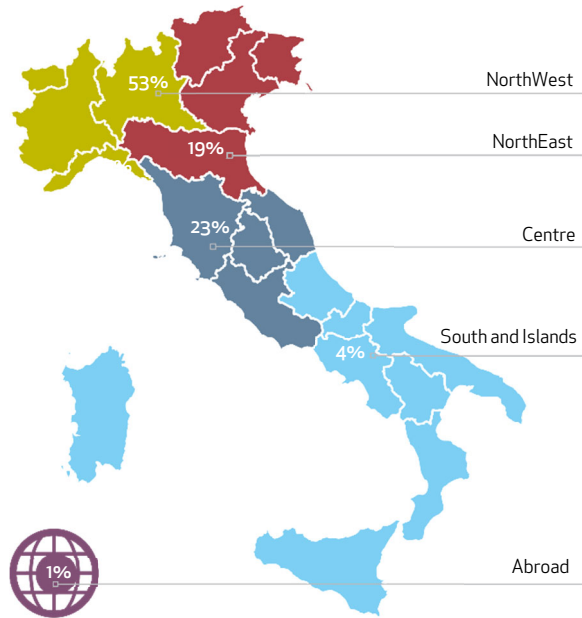 53%
NorthWest
19%
NorthEast
23%
Centre
4%
South and Islands
1%
Abroad